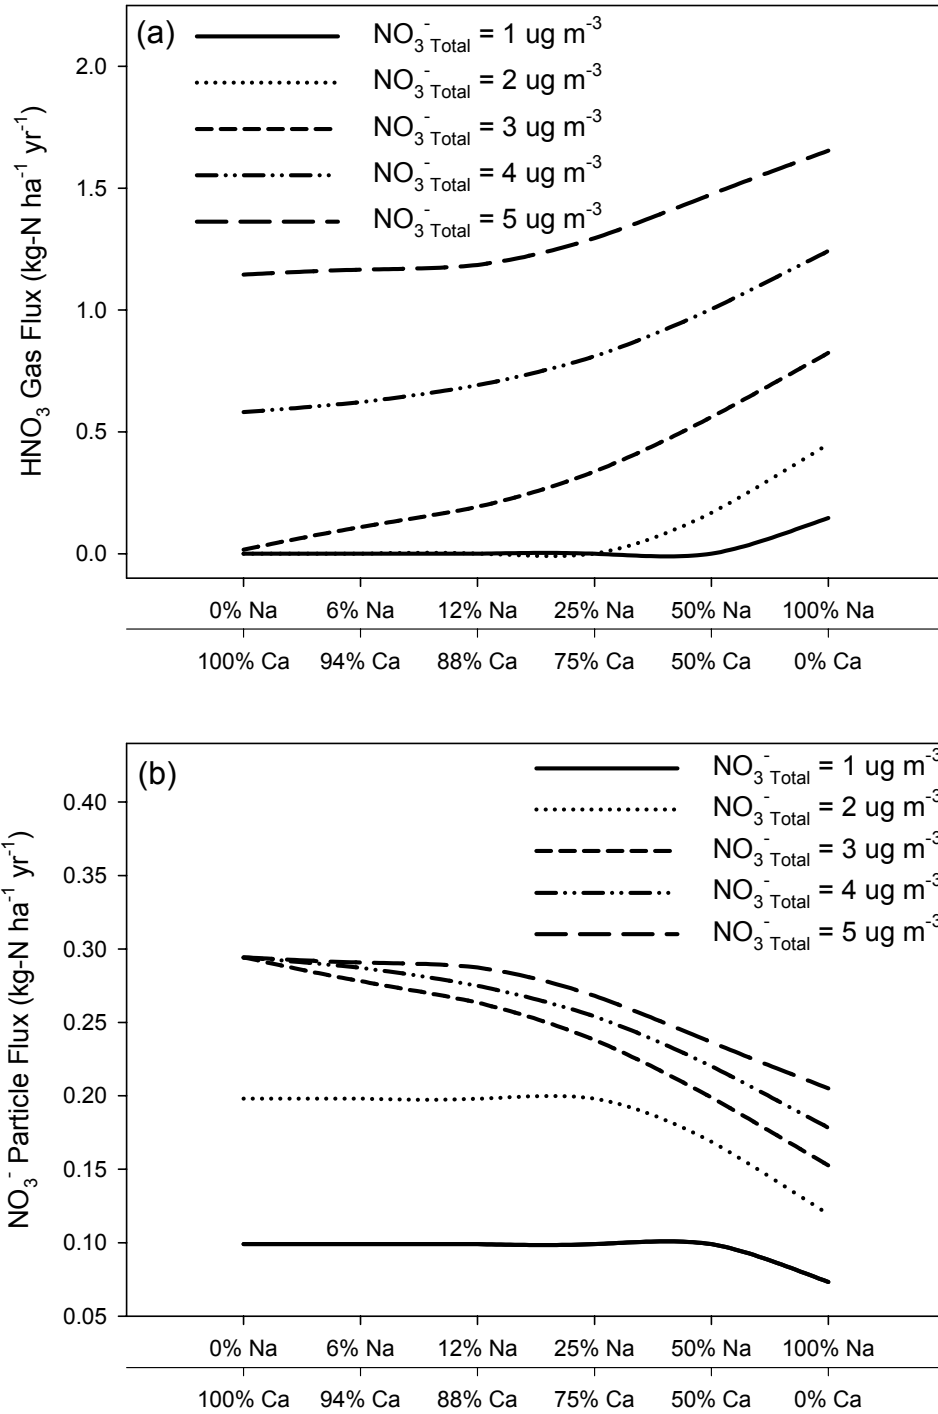 (a)
NO₃⁻ Total = 1 ug m⁻³
NO₃⁻ Total = 2 ug m⁻³
NO₃⁻ Total = 3 ug m⁻³
NO₃⁻ Total = 4 ug m⁻³
NO₃⁻ Total = 5 ug m⁻³
HNO₃ Gas Flux (kg-N ha⁻¹ yr⁻¹)
2.0
1.5
1.0
0.5
0.0
0% Na 6% Na 12% Na 25% Na 50% Na 100% Na
100% Ca 94% Ca 88% Ca 75% Ca 50% Ca 0% Ca
(b)
NO₃⁻ Total = 1 ug m⁻³
NO₃⁻ Total = 2 ug m⁻³
NO₃⁻ Total = 3 ug m⁻³
NO₃⁻ Total = 4 ug m⁻³
NO₃⁻ Total = 5 ug m⁻³
NO₃⁻ Particle Flux (kg-N ha⁻¹ yr⁻¹)
0.40
0.35
0.30
0.25
0.20
0.15
0.10
0.05
0% Na 6% Na 12% Na 25% Na 50% Na 100% Na
100% Ca 94% Ca 88% Ca 75% Ca 50% Ca 0% Ca